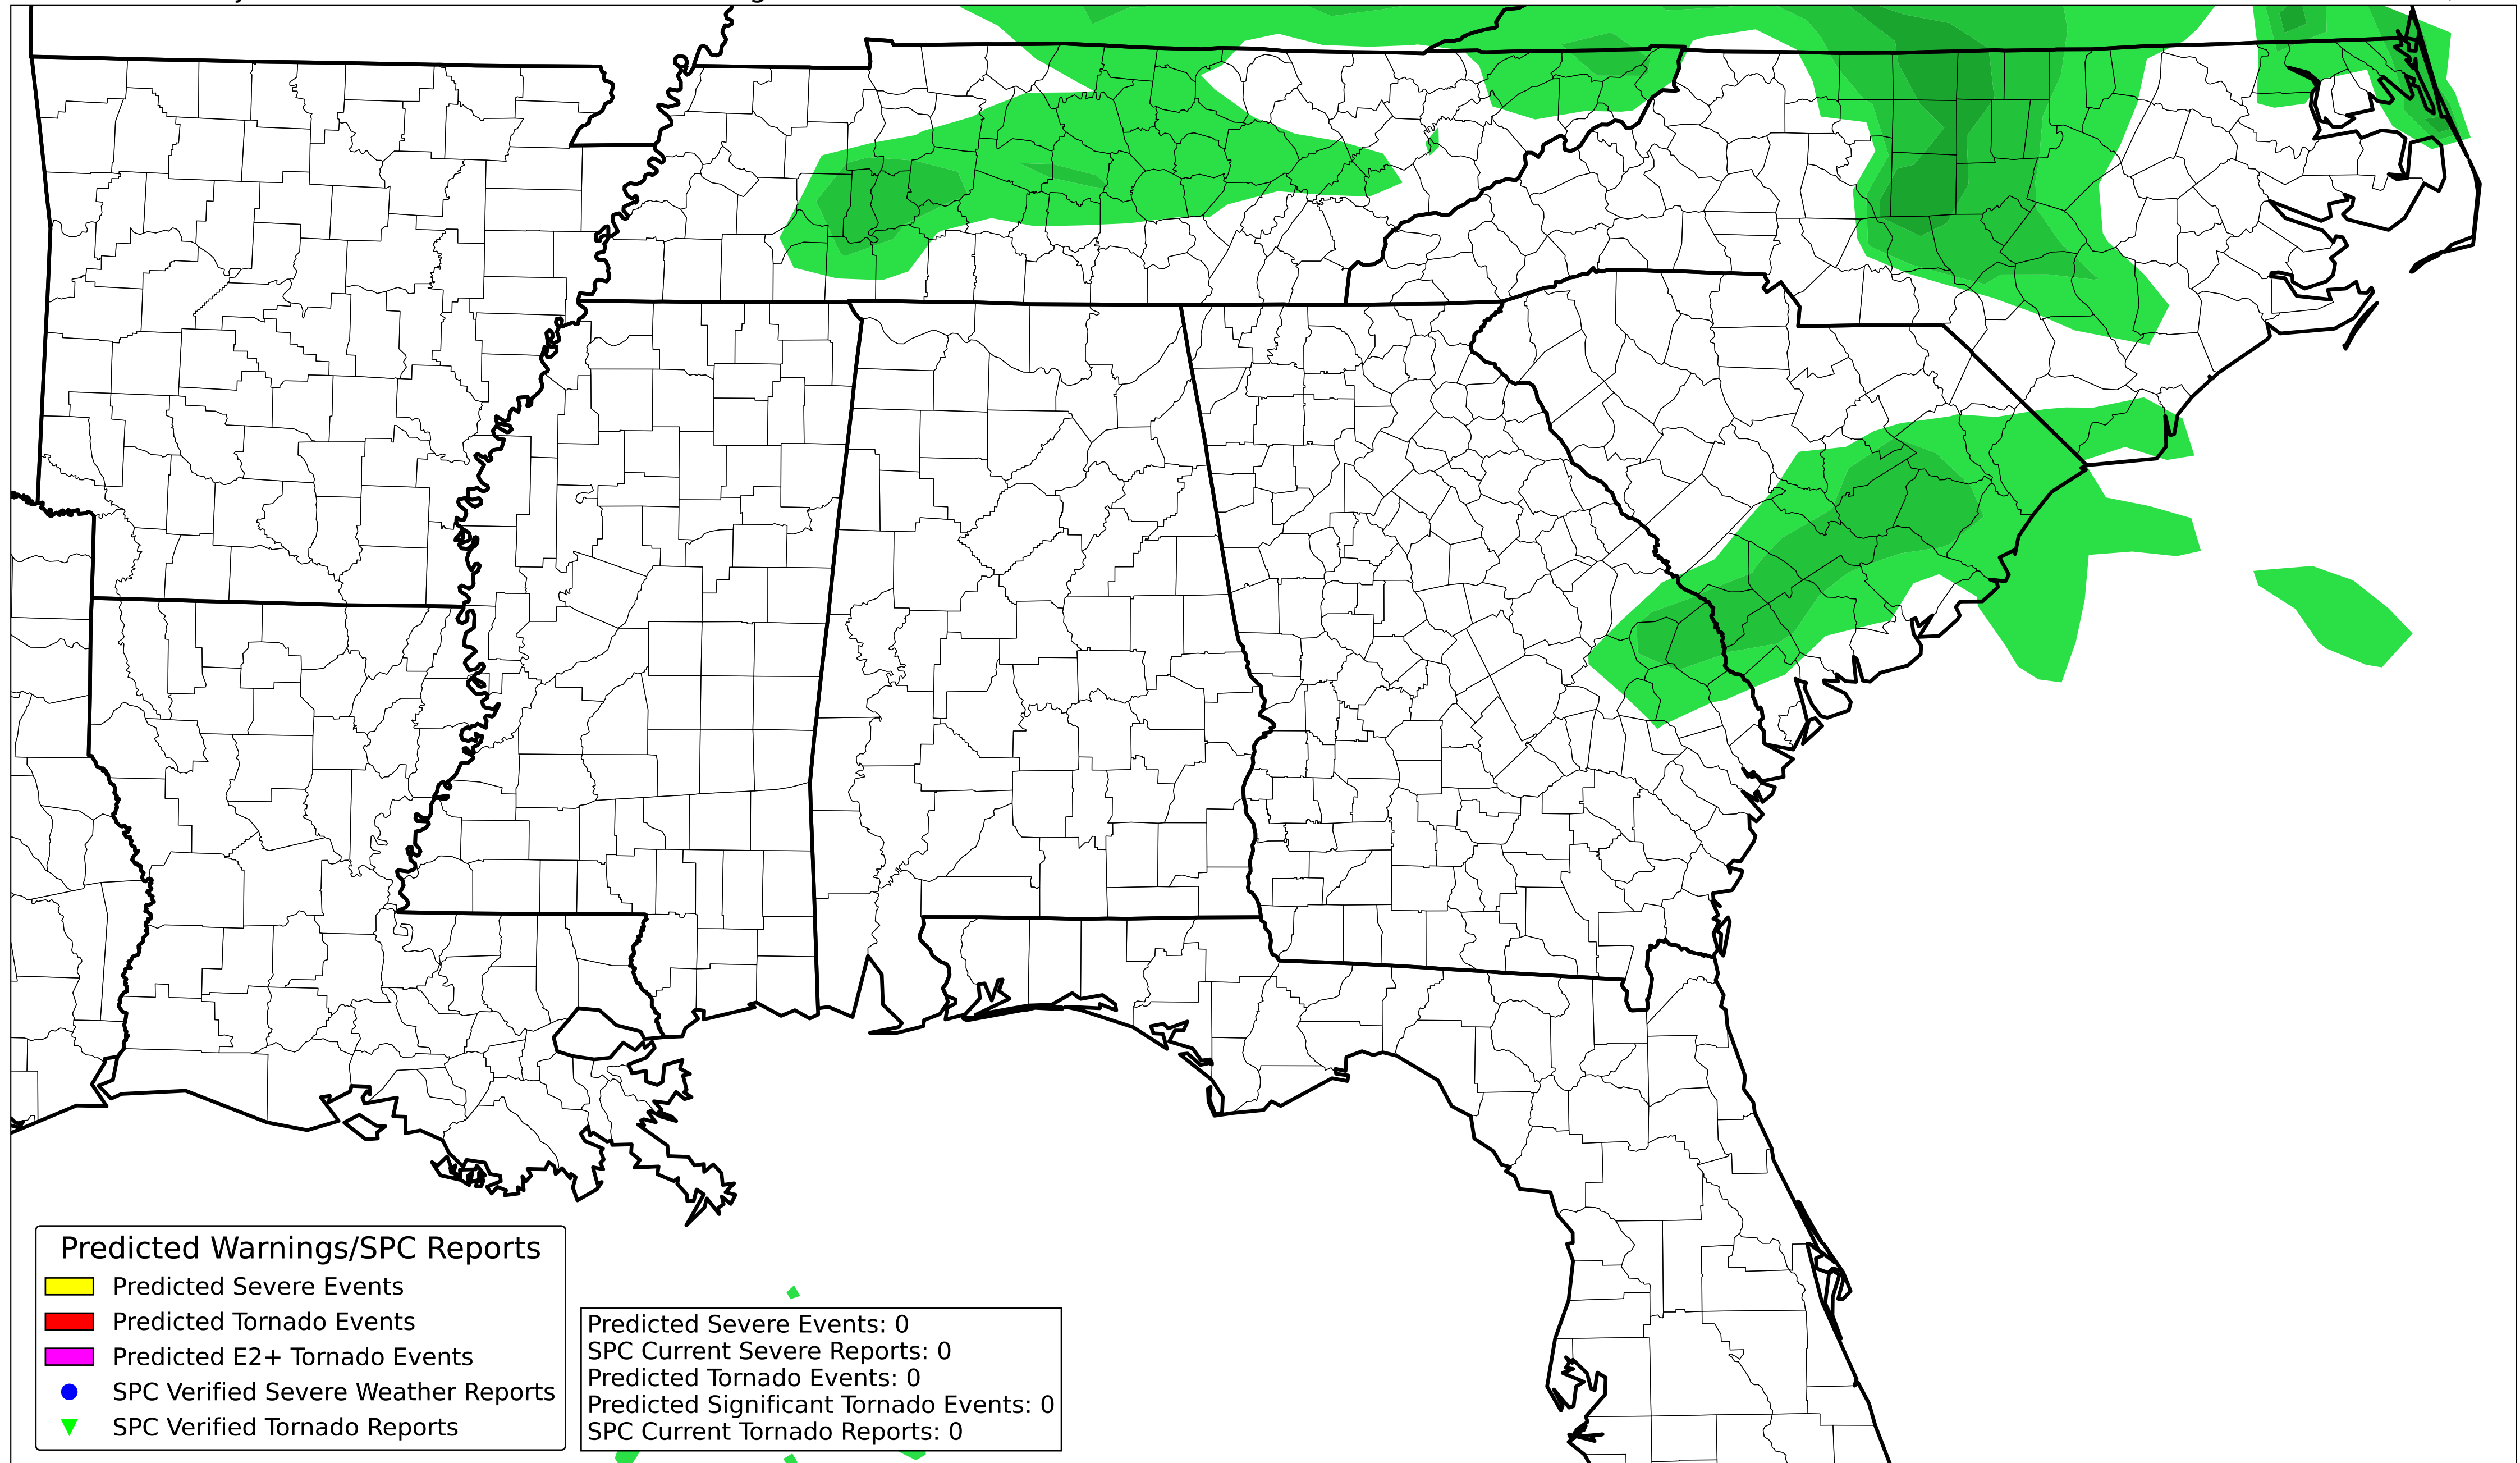 Predicted Warnings/SPC Reports
Predicted Severe Events
Predicted Tornado Events
Predicted E2+ Tornado Events
SPC Verified Severe Weather Reports
SPC Verified Tornado Reports
Predicted Severe Events: 0
SPC Current Severe Reports: 0
Predicted Tornado Events: 0
Predicted Significant Tornado Events: 0
SPC Current Tornado Reports: 0